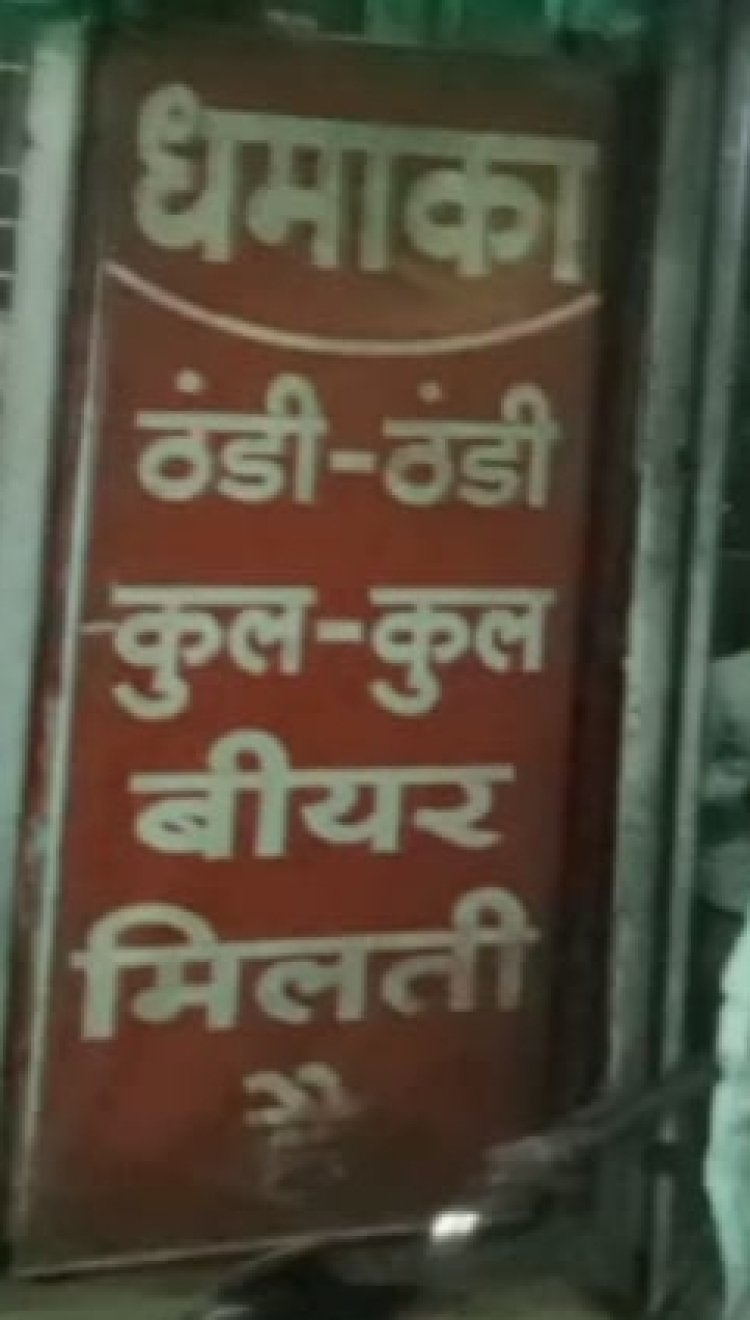 धमाका
ठंडी-ठंडी
कुल-कुल
बीयर
मिलती
है